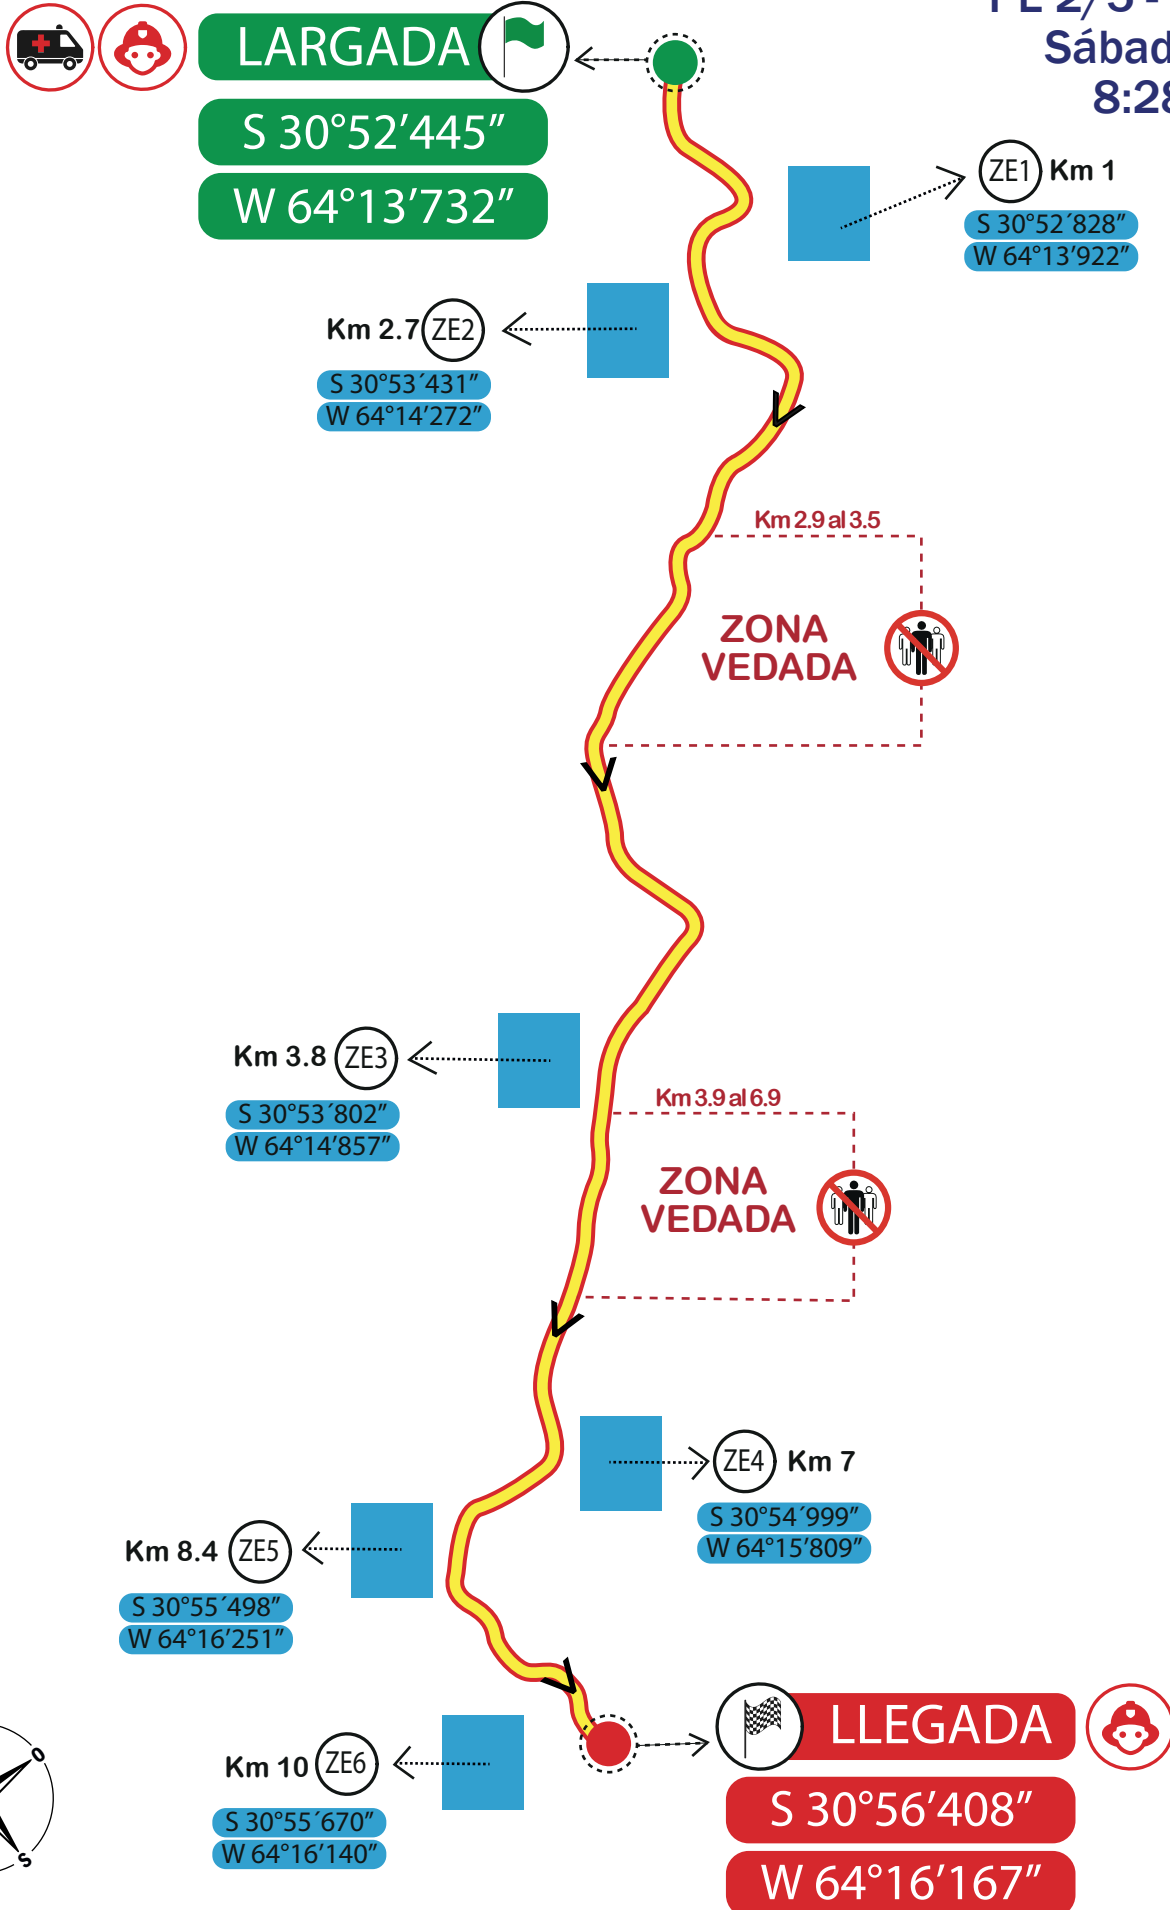 LARGADA
S 30°52’445”
W 64°13’732”
8:28
ZE1 Km 1
S 30°52´828”
W 64°13’922”
Km 2.7 ZE2
S 30°53´431”
W 64°14’272”
Km 2.9 al 3.5
ZONA
VEDADA
Km 3.8 ZE3
S 30°53’802”
W 64°14’857”
Km 3.9 al 6.9
ZONA
VEDADA
ZE4 Km 7
S 30°54´999”
W 64°15’809”
Km 8.4 ZE5
S 30°55´498”
W 64°16’251”
LLEGADA
S 30°56’408”
W 64°16’167”
Km 10 ZE6
S 30°55´670”
W 64°16’140”
O
S